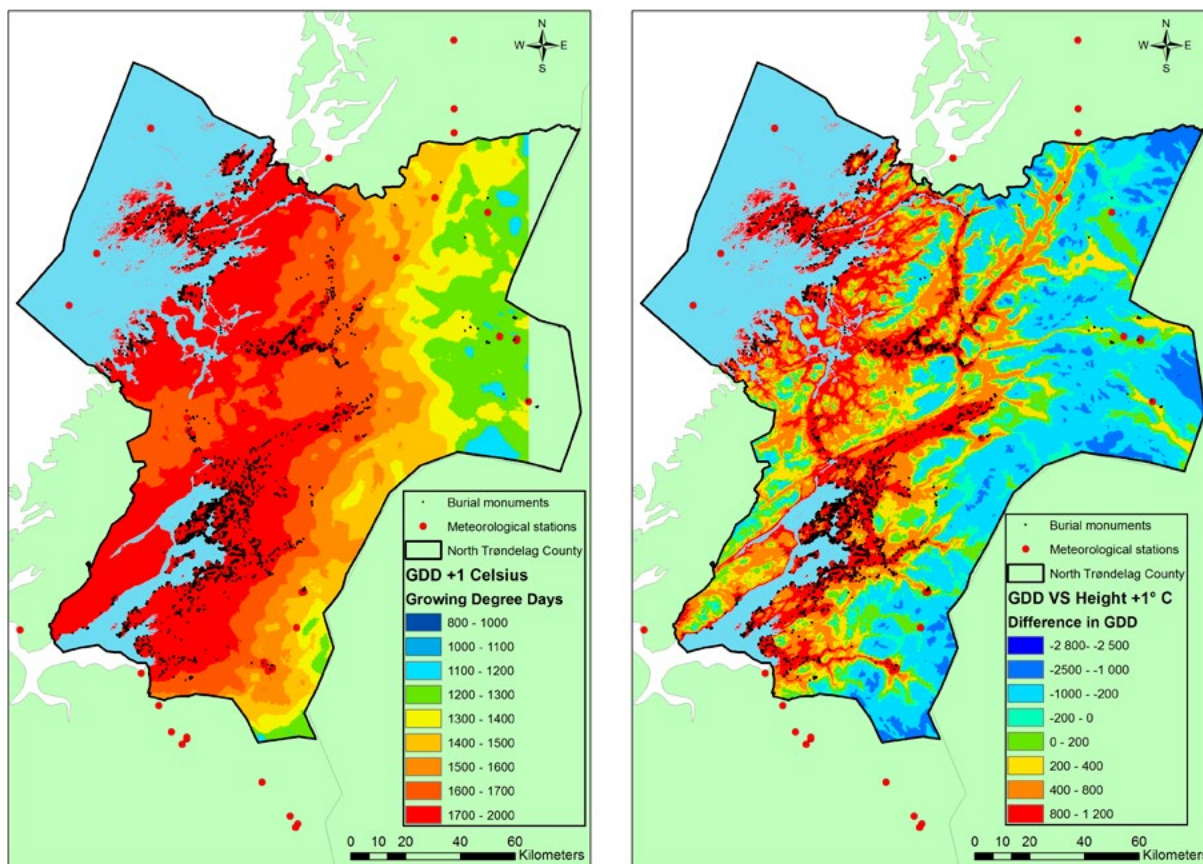 N
W E
S
Burial monuments
Meteorological stations
North Trøndelag County
GDD +1 Celsius
Growing Degree Days
800 - 1000
1000 - 1100
1100 - 1200
1200 - 1300
1300 - 1400
1400 - 1500
1500 - 1600
1600 - 1700
1700 - 2000
0 10 20 40 60
Kilometers
N
W E
S
Burial monuments
Meteorological stations
North Trøndelag County
GDD VS Height +1° C
Difference in GDD
-2 800- -2 500
-2500 - -1 000
-1000 - -200
-200 - 0
0 - 200
200 - 400
400 - 800
800 - 1 200
0 10 20 40 60
Kilometers